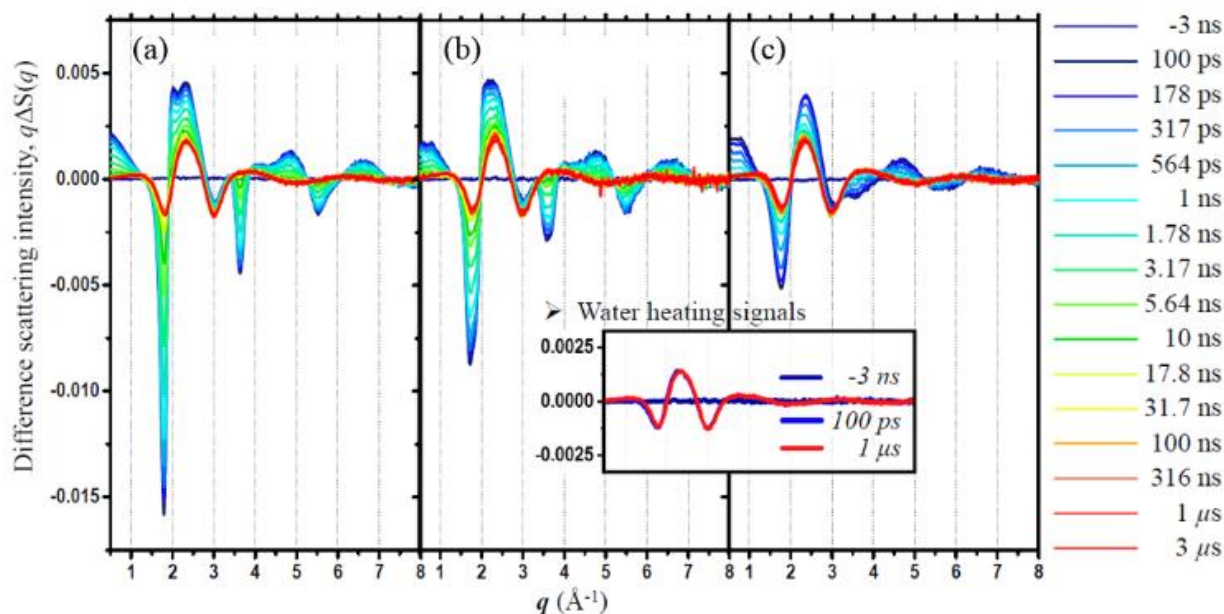 (a) (b) (c)
Difference scattering intensity, qΔS(q)
0.005
0.000
-0.005
-0.010
-0.015
➤ Water heating signals
0.0025
0.0000
-0.0025
-3 ns
100 ps
1 μs
1 2 3 4 5 6 7 8 1 2 3 4 5 6 7 8 1 2 3 4 5 6 7 8
q (Å⁻¹)
-3 ns
100 ps
178 ps
317 ps
564 ps
1 ns
1.78 ns
3.17 ns
5.64 ns
10 ns
17.8 ns
31.7 ns
100 ns
316 ns
1 μs
3 μs